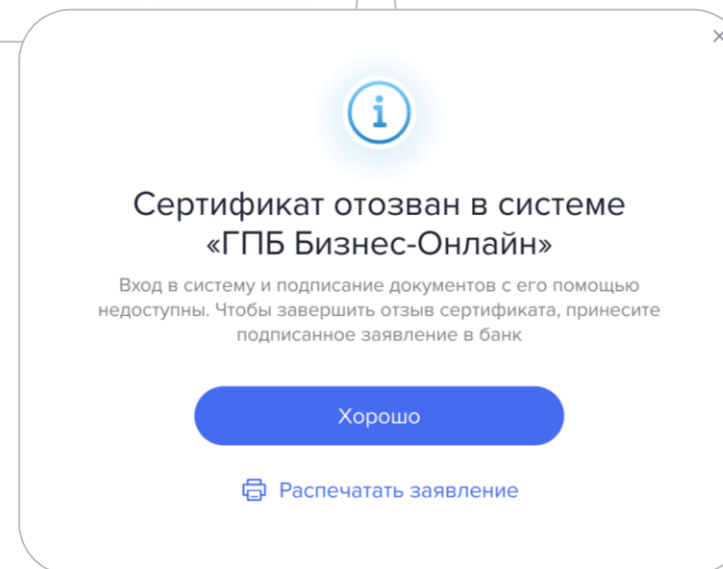 Сертификат отозван в системе
«ГПБ Бизнес-Онлайн»
Вход в систему и подписание документов с его помощью
недоступны. Чтобы завершить отзыв сертификата, принесите
подписанное заявление в банк
Хорошо
Распечатать заявление